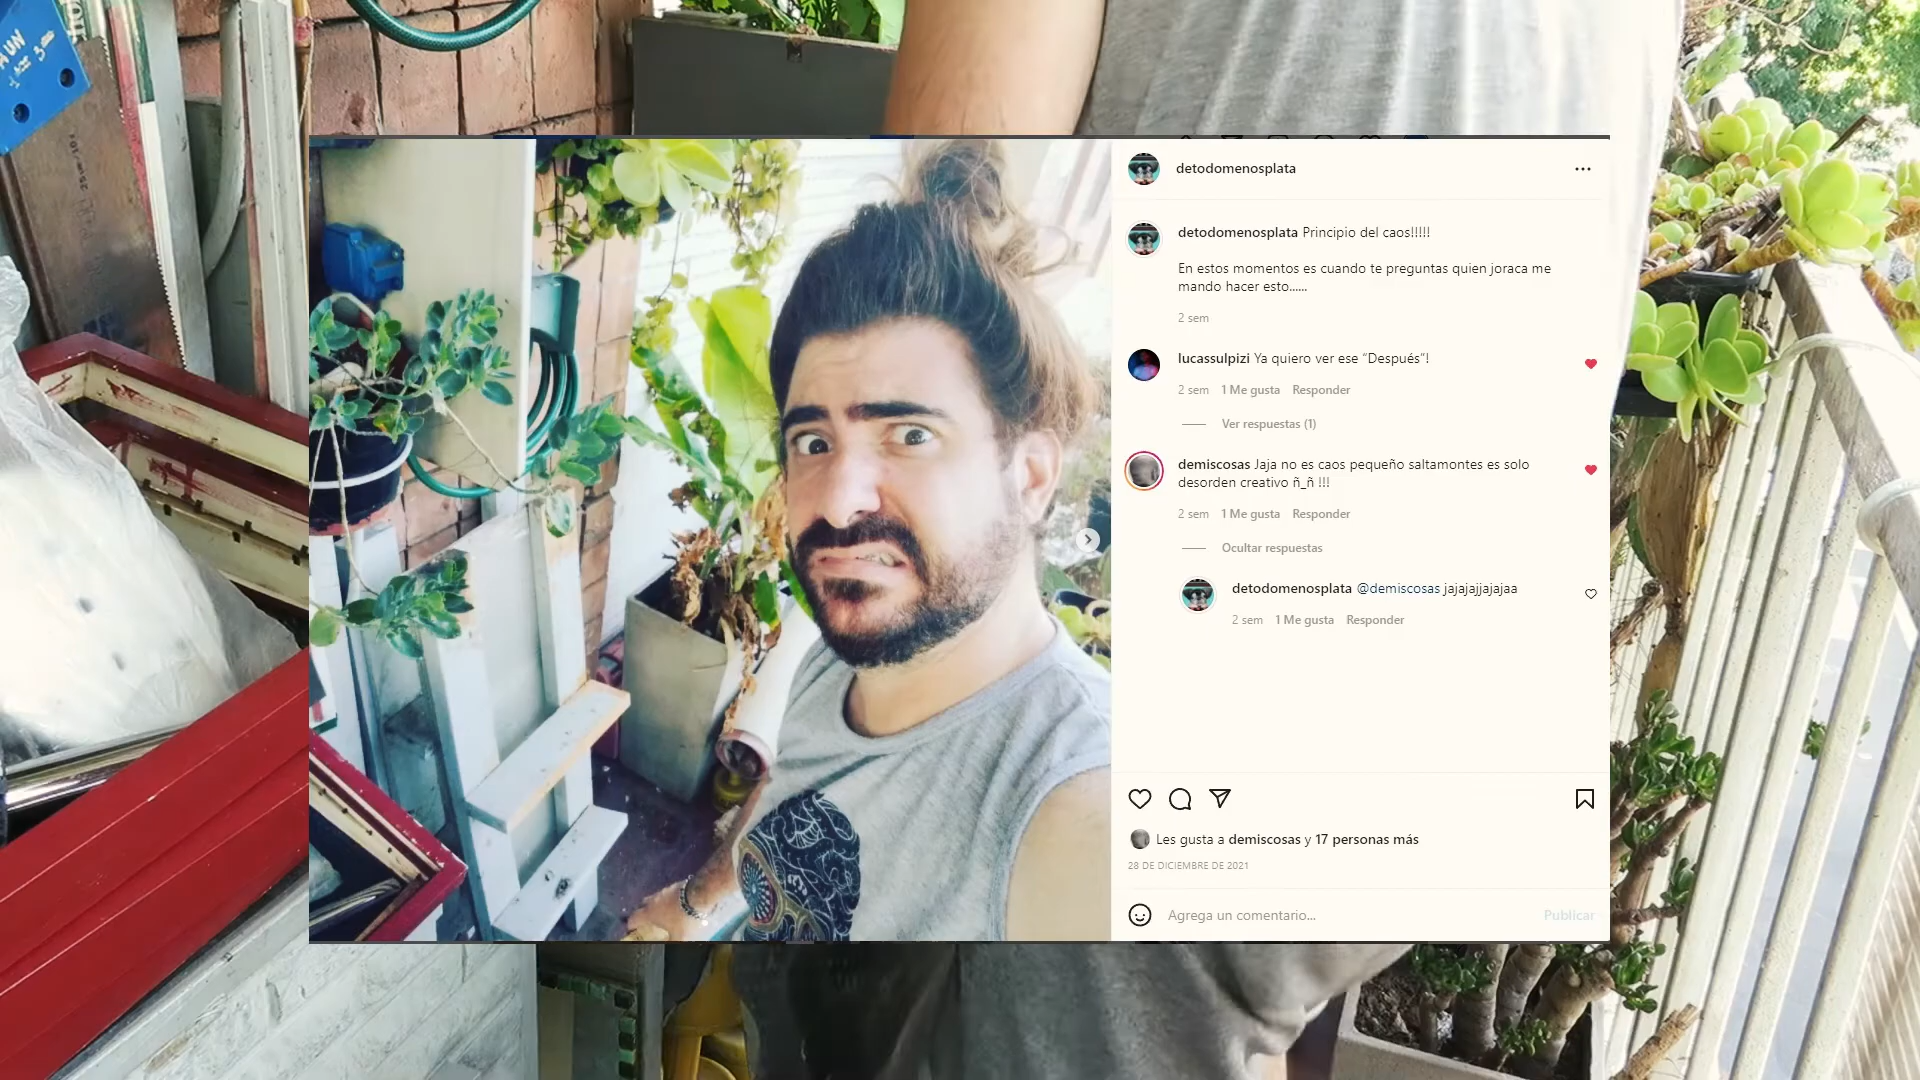 detodomenosplata
detodomenosplata Principio del caos!!!!!
En estos momentos es cuando te preguntas quien joraca me
mando hacer esto......
2 sem
lucassulpizi Ya quiero ver ese “Después”!
2 sem 1 Me gusta Responder
Ver respuestas (1)
demiscosas Jaja no es caos pequeño saltamontes es solo
desorden creativo ñ_ñ !!!
2 sem 1 Me gusta Responder
Ocultar respuestas
detodomenosplata @demiscosas jajajajjajajaa
2 sem 1 Me gusta Responder
Les gusta a demiscosas y 17 personas más
28 DE DICIEMBRE DE 2021
Agrega un comentario... Publicar